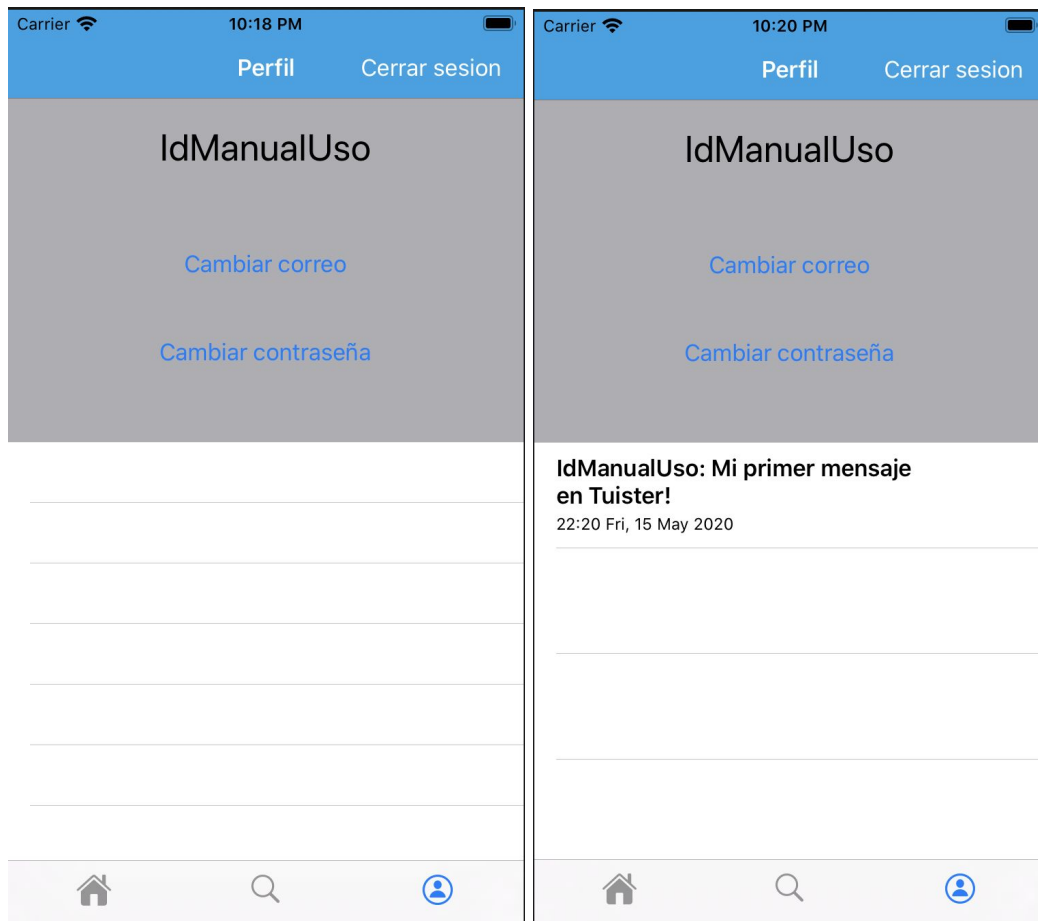 Carrier 10:18 PM
Perfil Cerrar sesion
IdManualUso
Cambiar correo
Cambiar contraseña
Carrier 10:20 PM
Perfil Cerrar sesion
IdManualUso
Cambiar correo
Cambiar contraseña
IdManualUso: Mi primer mensaje
en Tuister!
22:20 Fri, 15 May 2020